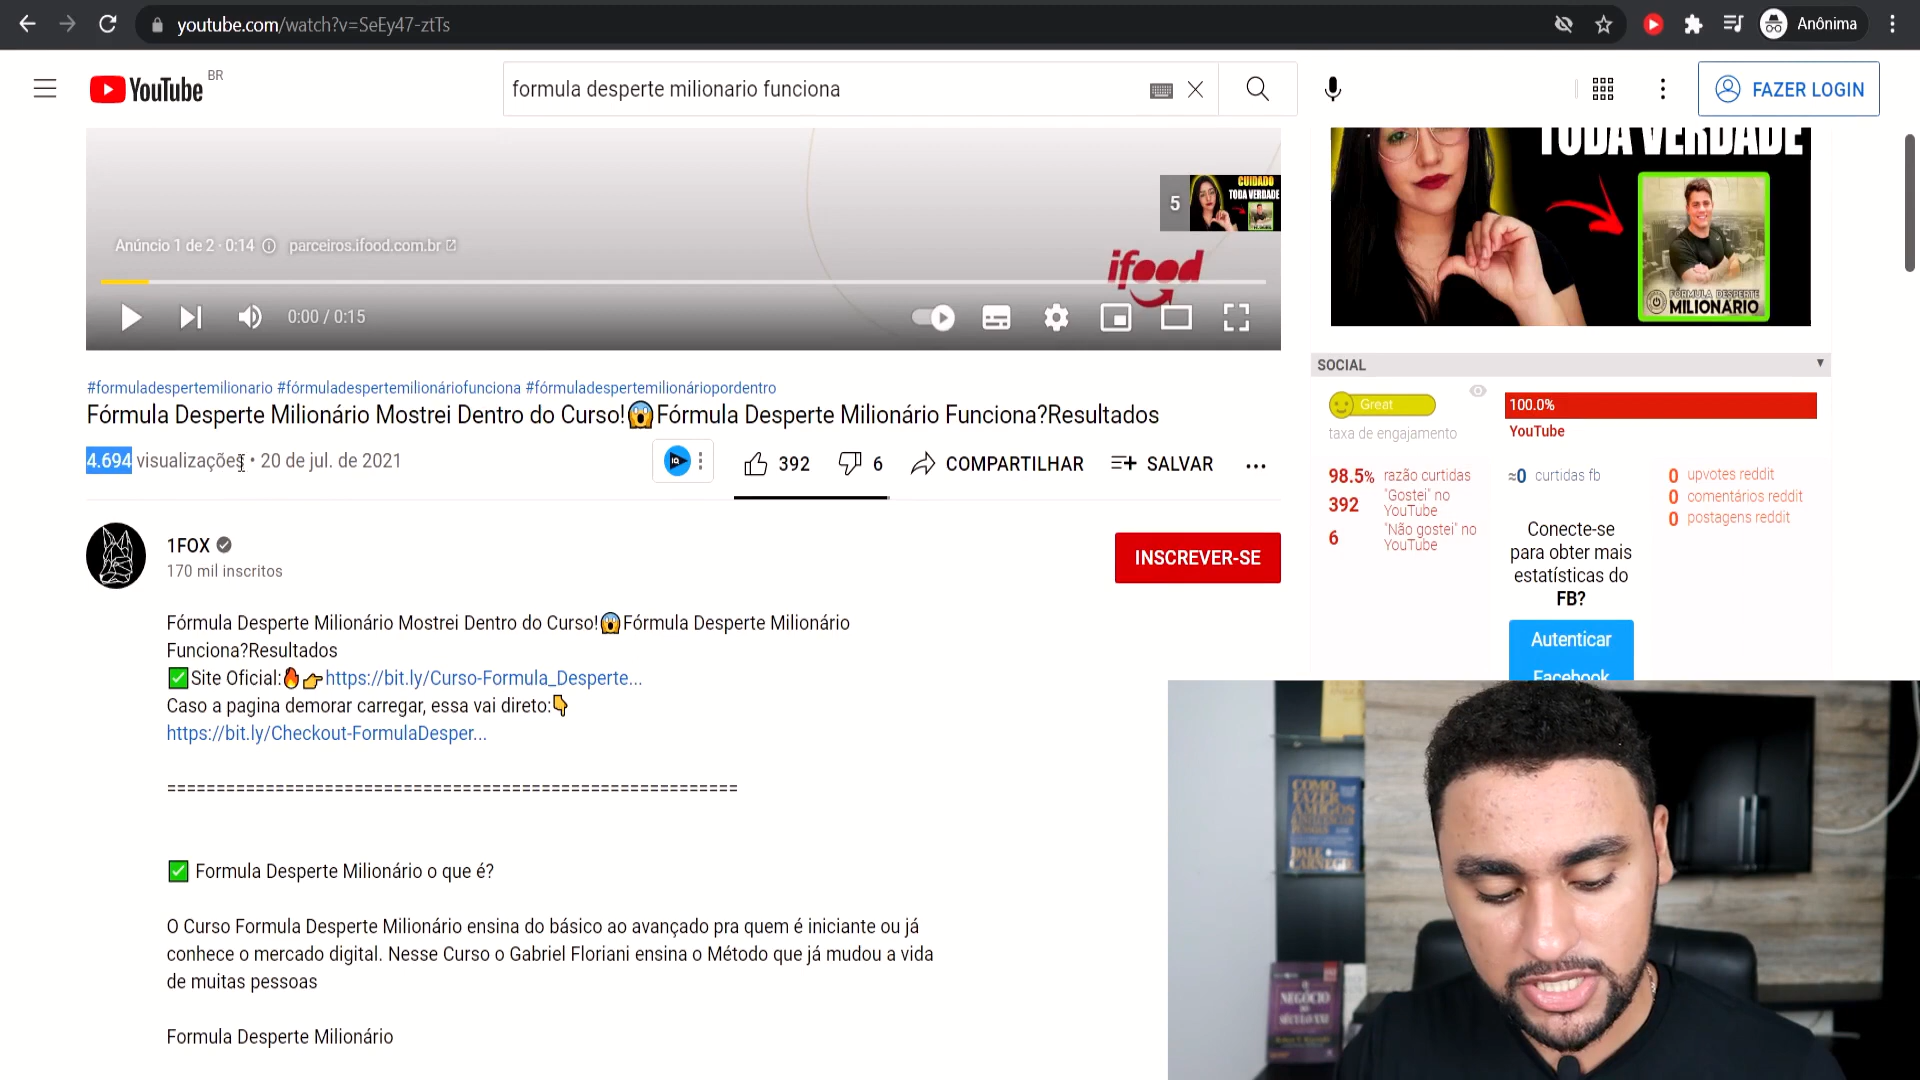 youtube.com/watch?v=SeEy47-ztTs
Anônima
YouTube BR
formula desperte milionario funciona
FAZER LOGIN
TODA VERDADE
FÓRMULA DESPERTE
MILIONÁRIO
5
CUIDADO
TODA VERDADE
Anúncio 1 de 2 · 0:14
parceiros.ifood.com.br
ifood
0:00 / 0:15
#formuladespertemilionario #fórmuladespertemilionáriofunciona #fórmuladespertemilionáriopordentro
Fórmula Desperte Milionário Mostrei Dentro do Curso!😱Fórmula Desperte Milionário Funciona?Resultados
4.694 visualizações • 20 de jul. de 2021
392
6
COMPARTILHAR
SALVAR
1FOX
170 mil inscritos
INSCREVER-SE
Fórmula Desperte Milionário Mostrei Dentro do Curso!😱Fórmula Desperte Milionário
Funciona?Resultados
✅Site Oficial:🔥👉https://bit.ly/Curso-Formula_Desperte...
Caso a pagina demorar carregar, essa vai direto:👇
https://bit.ly/Checkout-FormulaDesper...
==========================================================
✅ Formula Desperte Milionário o que é?
O Curso Formula Desperte Milionário ensina do básico ao avançado pra quem é iniciante ou já
conhece o mercado digital. Nesse Curso o Gabriel Floriani ensina o Método que já mudou a vida
de muitas pessoas
Formula Desperte Milionário
SOCIAL
Great
taxa de engajamento
100.0%
YouTube
98.5% razão curtidas
392 "Gostei" no
YouTube
6 "Não gostei" no
YouTube
≈0 curtidas fb
Conecte-se
para obter mais
estatísticas do
FB?
Autenticar
Facebook
0 upvotes reddit
0 comentários reddit
0 postagens reddit
COMO
FAZER
AMIGOS
DALE
CARNEGIE
O
NEGÓCIO
DO
SÉCULO XXI